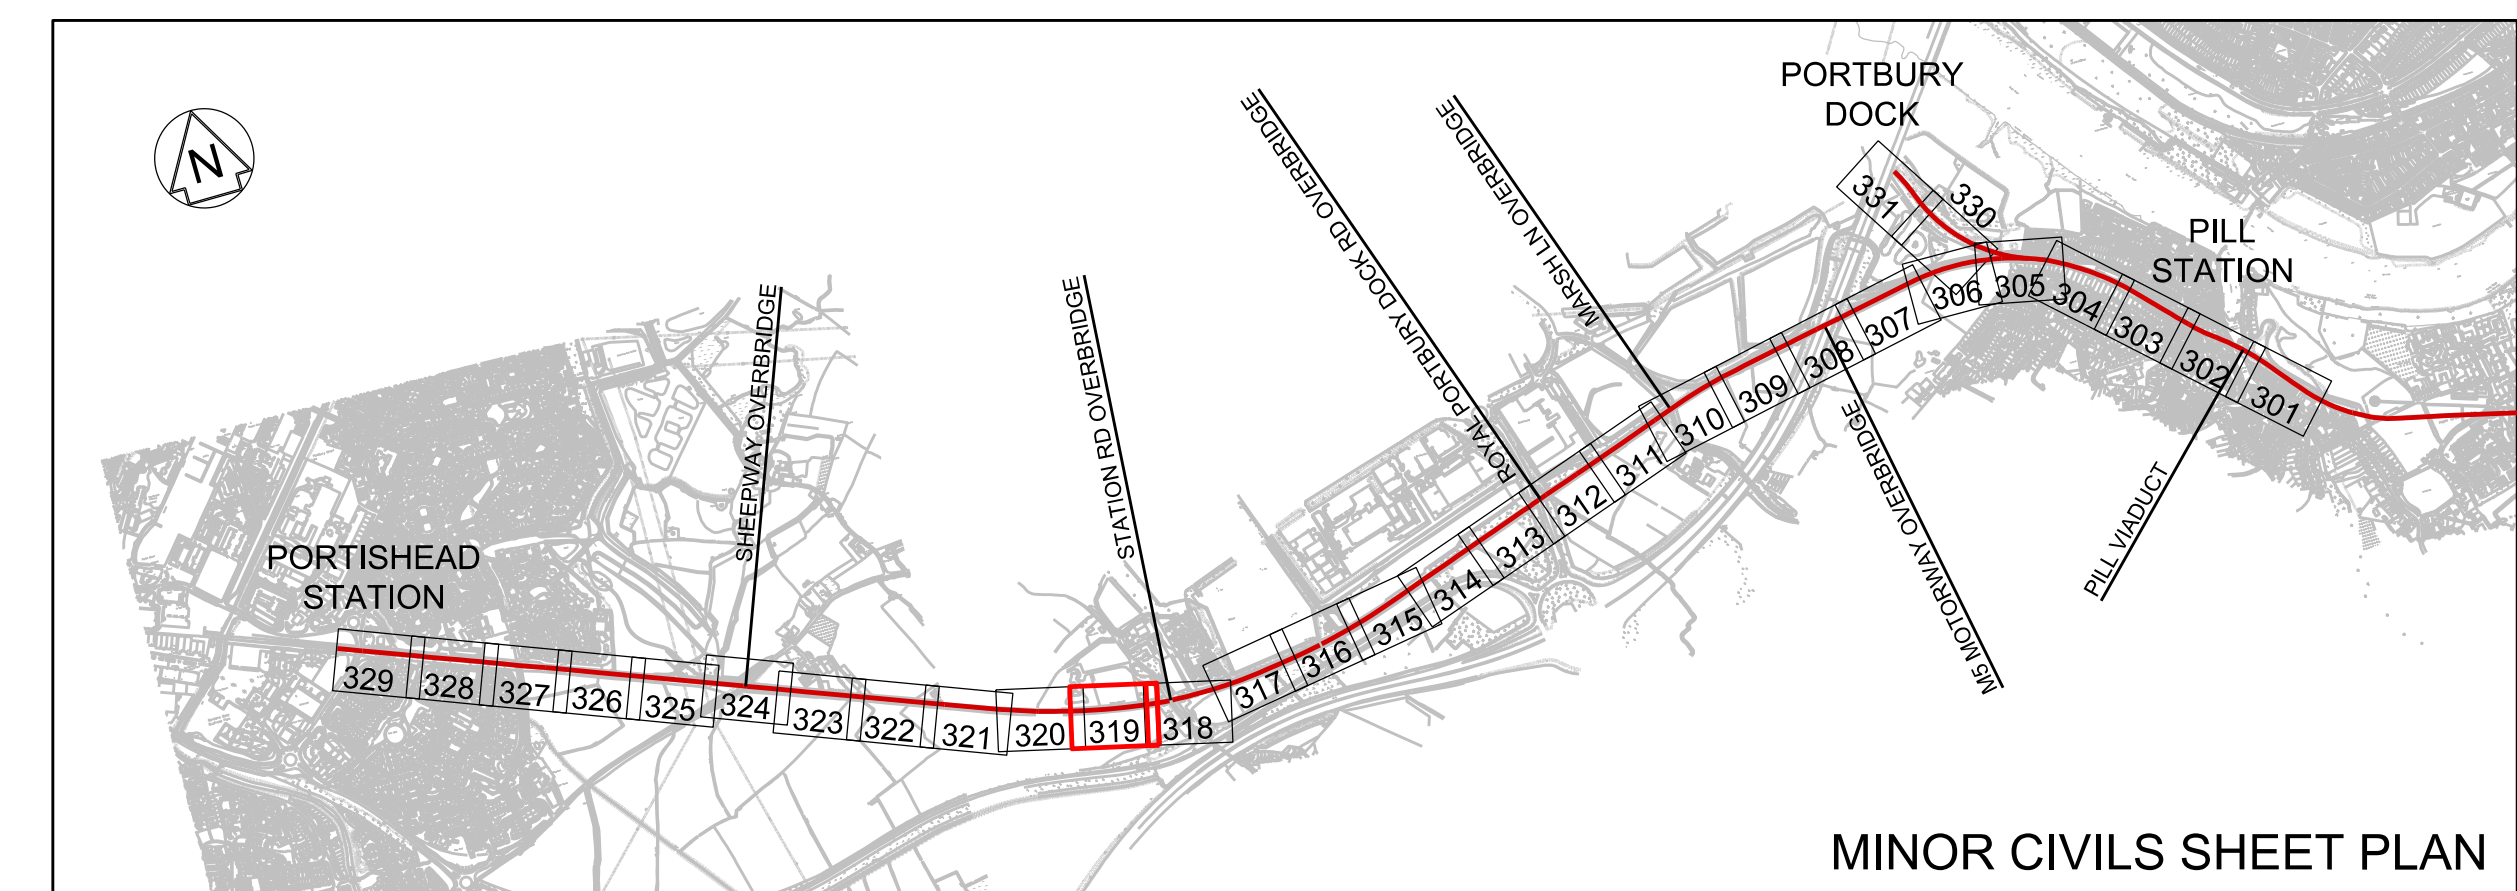 PORTBURY
DOCK
N
ROYAL PORTBURY DOCK RD OVERBRIDGE
MARSH LN OVERBRIDGE
331
330
PILL
STATION
SHEEPWAY OVERBRIDGE
STATION RD OVERBRIDGE
306
305
304
303
302
301
307
308
309
310
311
312
313
314
315
316
317
M5 MOTORWAY OVERBRIDGE
PILL VIADUCT
PORTISHEAD
STATION
329
328
327
326
325
324
323
322
321
320
319
318
MINOR CIVILS SHEET PLAN